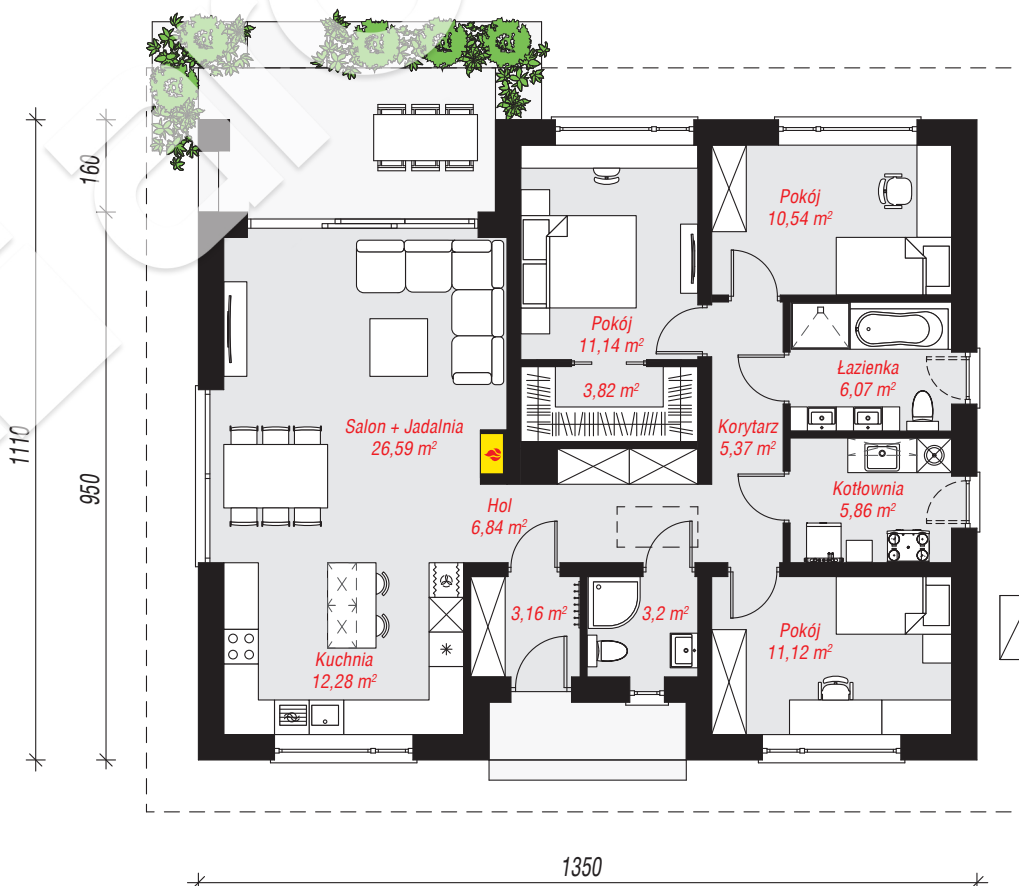 160
Pokój
10,54 m²
Pokój
11,14 m²
Łazienka
6,07 m²
3,82 m²
Salon + Jadalnia
26,59 m²
Korytarz
5,37 m²
1110
950
Kotłownia
5,86 m²
Hol
6,84 m²
3,16 m²
3,2 m²
Pokój
11,12 m²
Kuchnia
12,28 m²
1350